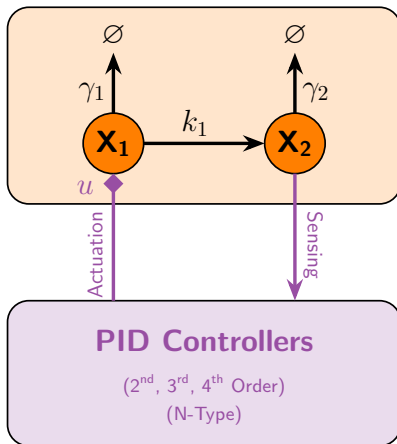 ∅ ∅
γ₁ γ₂
k₁
X₁ X₂
u
Actuation
Sensing
PID Controllers
(2ⁿᵈ, 3ʳᵈ, 4ᵗʰ Order)
(N-Type)